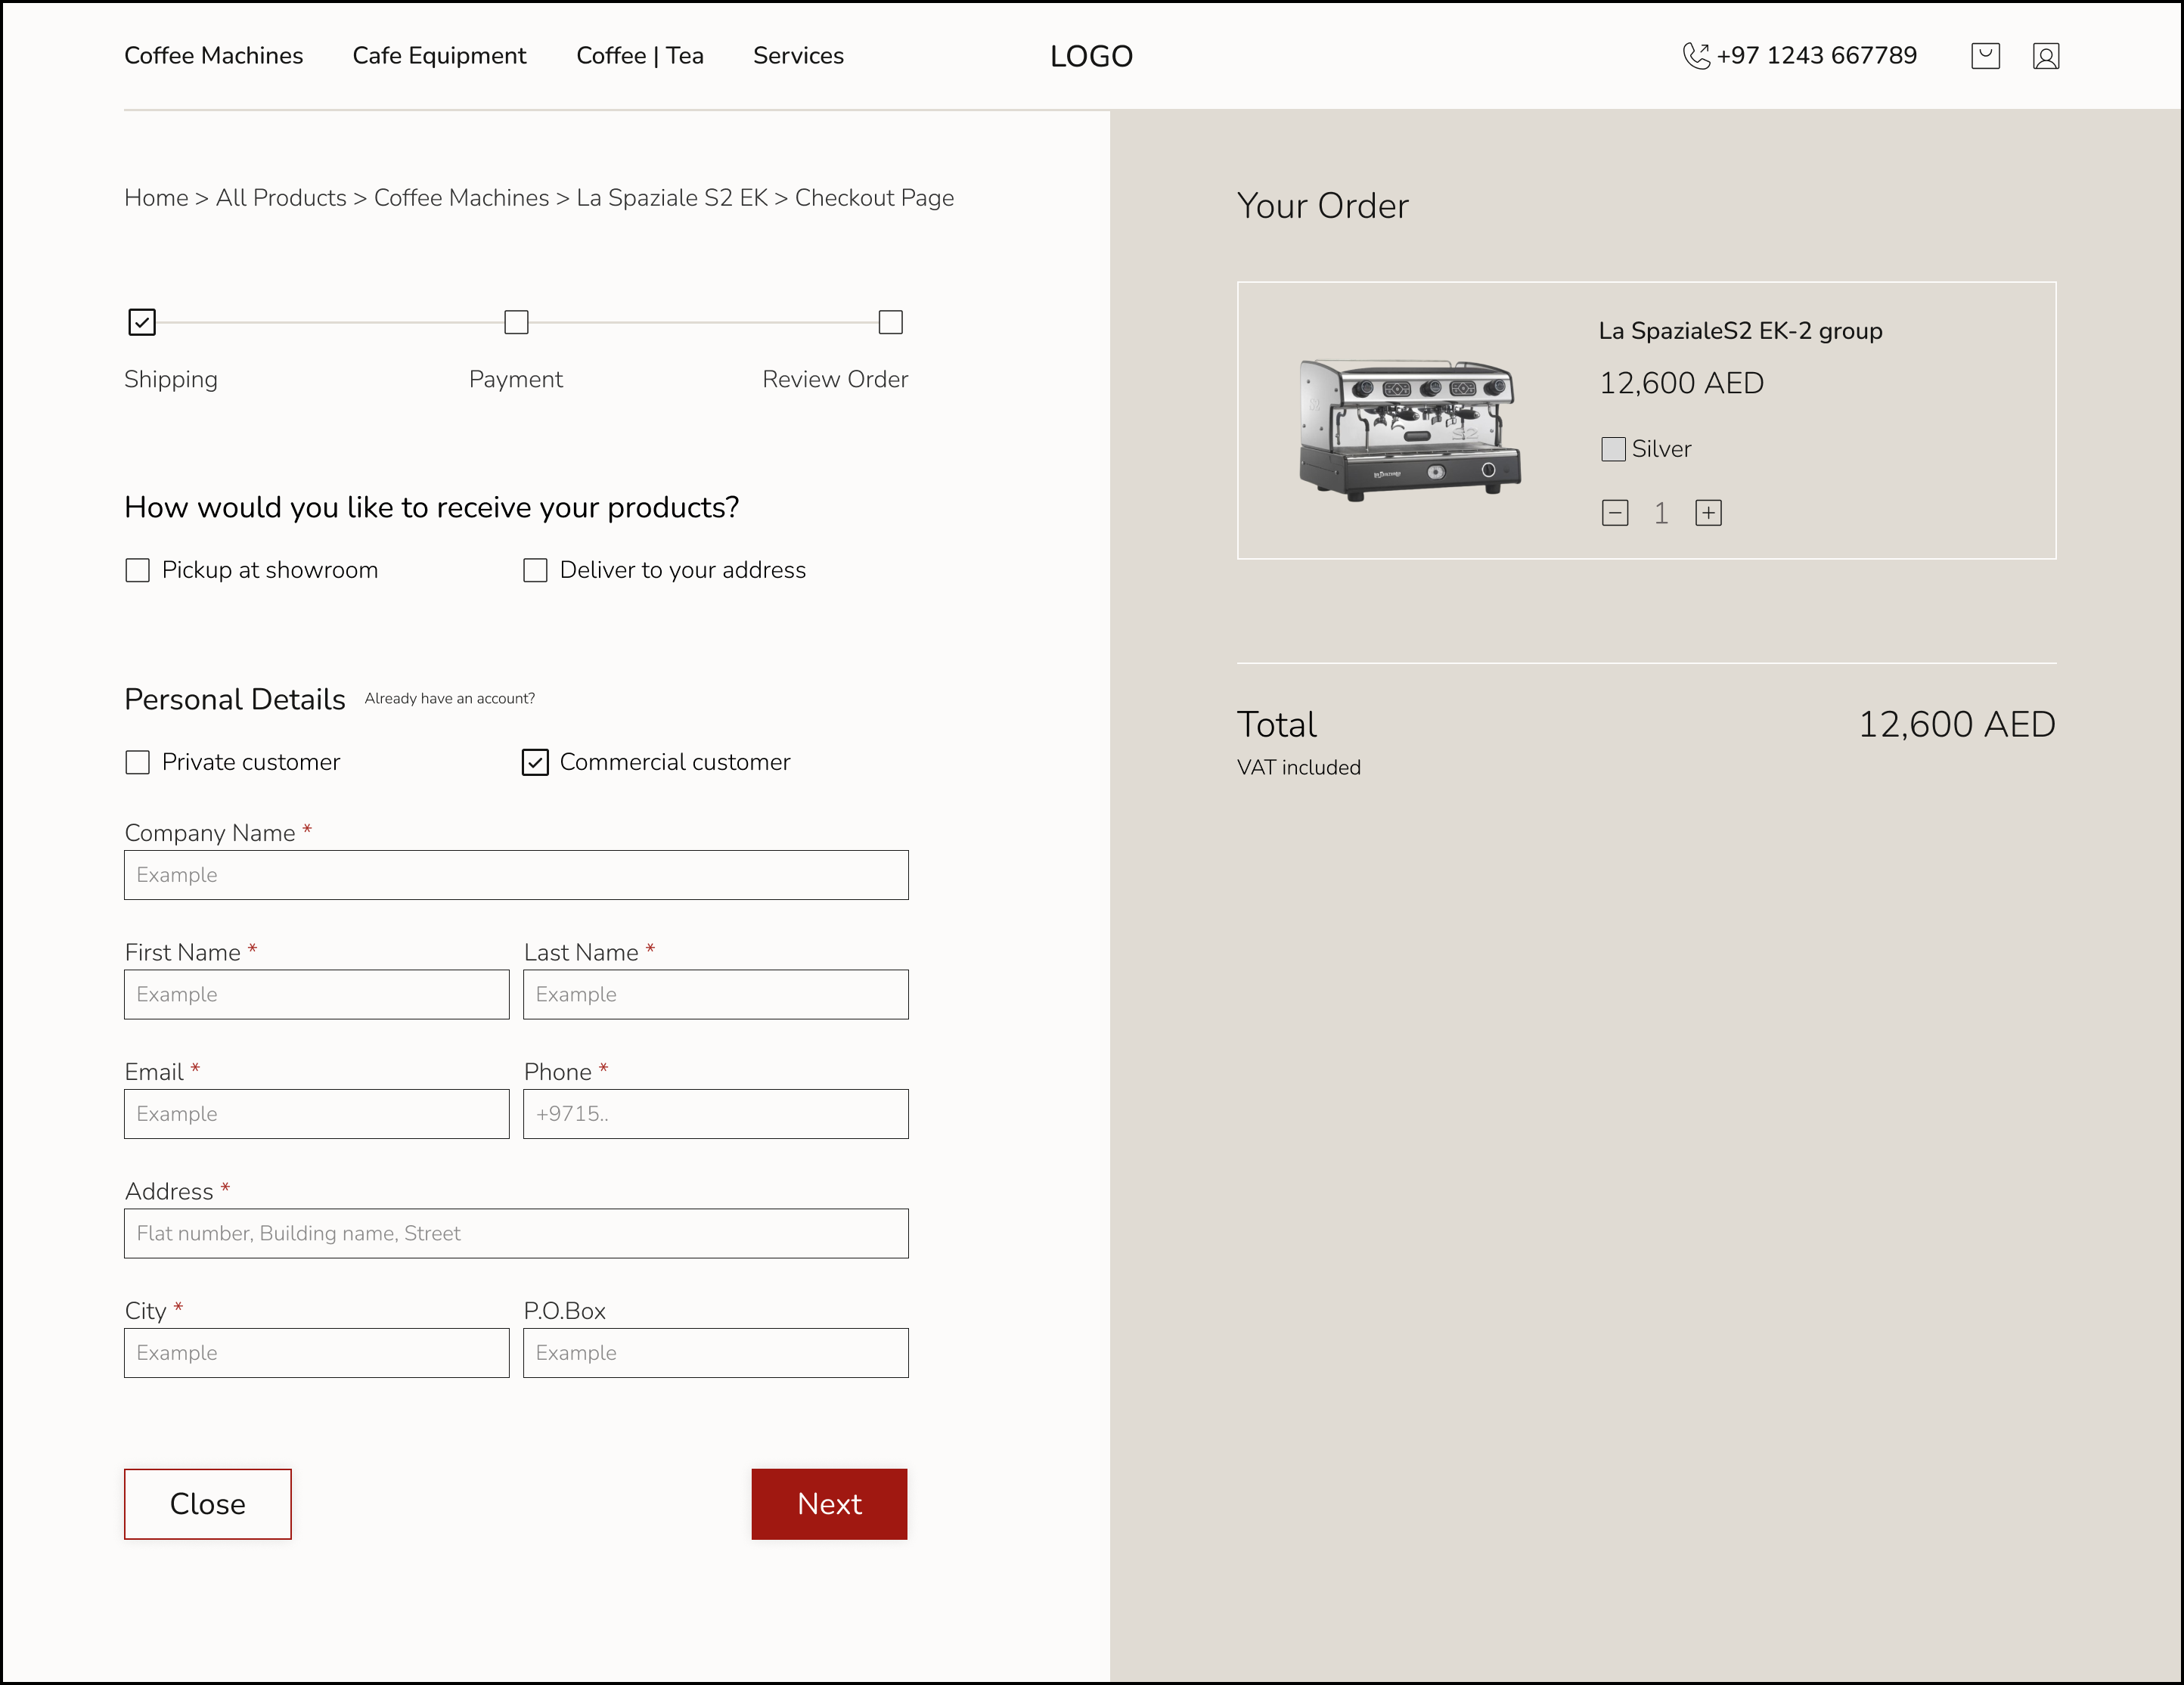 Coffee Machines Cafe Equipment Coffee | Tea Services LOGO +97 1243 667789
Home > All Products > Coffee Machines > La Spaziale S2 EK > Checkout Page
Shipping Payment Review Order
How would you like to receive your products?
Pickup at showroom Deliver to your address
Personal Details Already have an account?
Private customer Commercial customer
Company Name *
Example
First Name * Last Name *
Example Example
Email * Phone *
Example +9715..
Address *
Flat number, Building name, Street
City * P.O.Box
Example Example
Close Next
Your Order
La SpazialeS2 EK-2 group
12,600 AED
Silver
1
Total 12,600 AED
VAT included